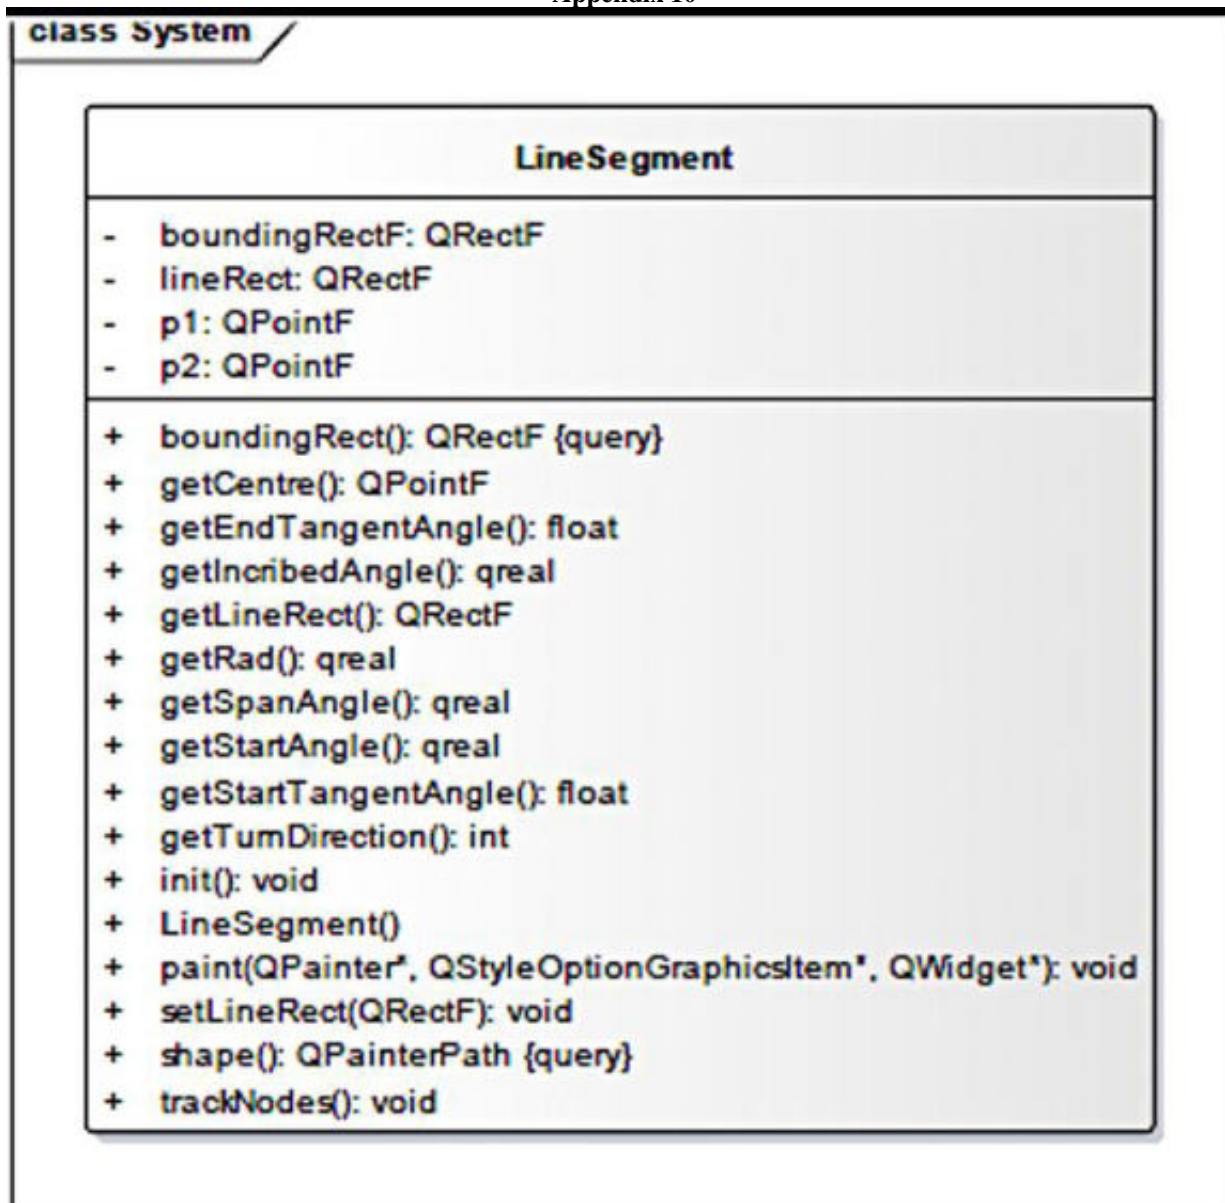 class System
LineSegment
- boundingRectF: QRectF
- lineRect: QRectF
- p1: QPointF
- p2: QPointF
+ boundingRect(): QRectF {query}
+ getCentre(): QPointF
+ getEndTangentAngle(): float
+ getIncribedAngle(): qreal
+ getLineRect(): QRectF
+ getRad(): qreal
+ getSpanAngle(): qreal
+ getStartAngle(): qreal
+ getStartTangentAngle(): float
+ getTurnDirection(): int
+ init(): void
+ LineSegment()
+ paint(QPainter*, QStyleOptionGraphicsItem*, QWidget*): void
+ setLineRect(QRectF): void
+ shape(): QPainterPath {query}
+ trackNodes(): void